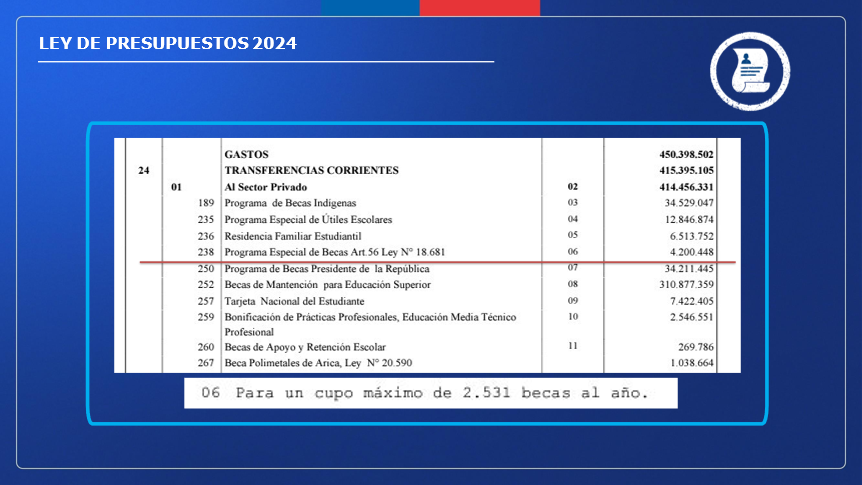 LEY DE PRESUPUESTOS 2024
GASTOS 450.398.502
24 TRANSFERENCIAS CORRIENTES 415.395.105
01 Al Sector Privado 02 414.456.331
189 Programa de Becas Indígenas 03 34.529.047
235 Programa Especial de Útiles Escolares 04 12.846.874
236 Residencia Familiar Estudiantil 05 6.513.752
238 Programa Especial de Becas Art.56 Ley N° 18.681 06 4.200.448
250 Programa de Becas Presidente de la República 07 34.211.445
252 Becas de Mantención para Educación Superior 08 310.877.359
257 Tarjeta Nacional del Estudiante 09 7.422.405
259 Bonificación de Prácticas Profesionales, Educación Media Técnico 10 2.546.551
Profesional
260 Becas de Apoyo y Retención Escolar 11 269.786
267 Beca Polimetales de Arica, Ley N° 20.590 1.038.664
06 Para un cupo máximo de 2.531 becas al año.